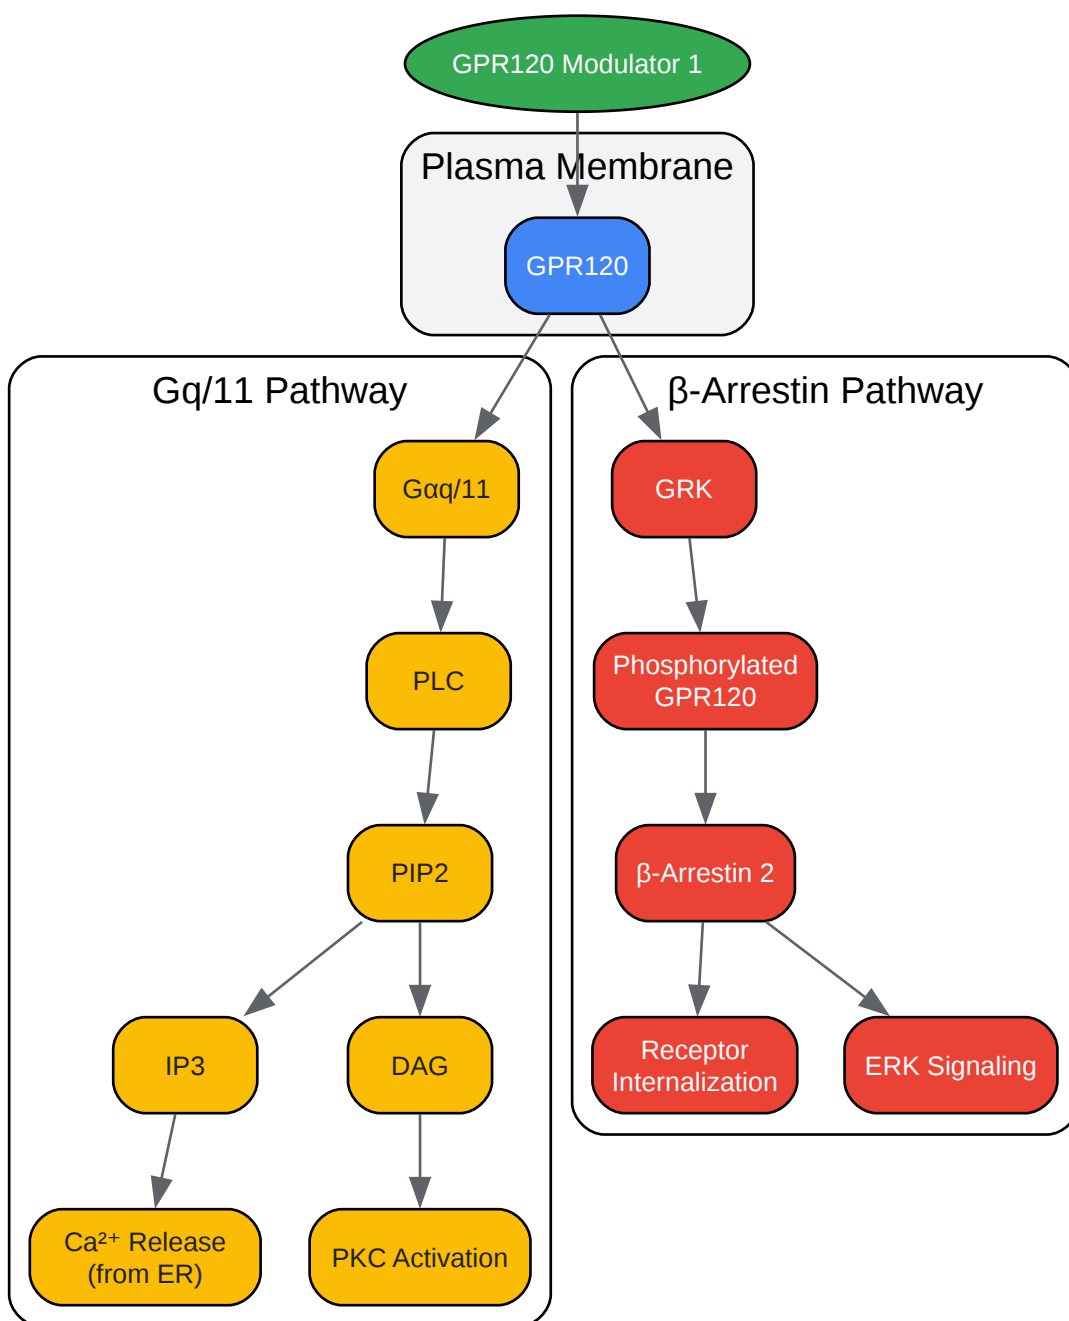 GPR120 Modulator 1
Plasma Membrane
GPR120
Gq/11 Pathway
Gαq/11
PLC
PIP2
IP3
DAG
Ca²⁺ Release
(from ER)
PKC Activation
β-Arrestin Pathway
GRK
Phosphorylated
GPR120
β-Arrestin 2
Receptor
Internalization
ERK Signaling